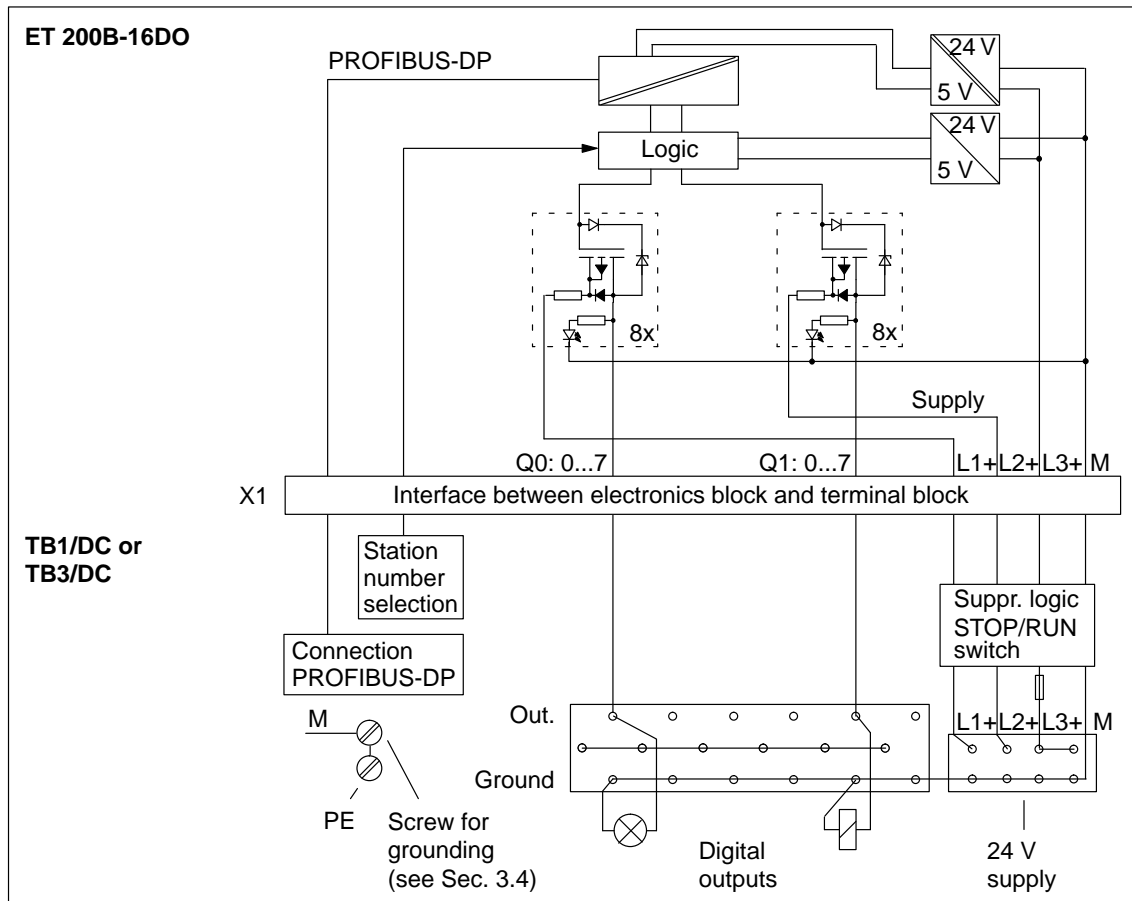 ET 200B-16DO
PROFIBUS-DP
24 V
5 V
24 V
5 V
Logic
8x
8x
Supply
Q0: 0...7
Q1: 0...7
L1+ L2+ L3+ M
X1
Interface between electronics block and terminal block
TB1/DC or
TB3/DC
Station
number
selection
Suppr. logic
STOP/RUN
switch
Connection
PROFIBUS-DP
Out.
L1+ L2+ L3+ M
M
Ground
PE
Screw for
grounding
(see Sec. 3.4)
Digital
outputs
24 V
supply